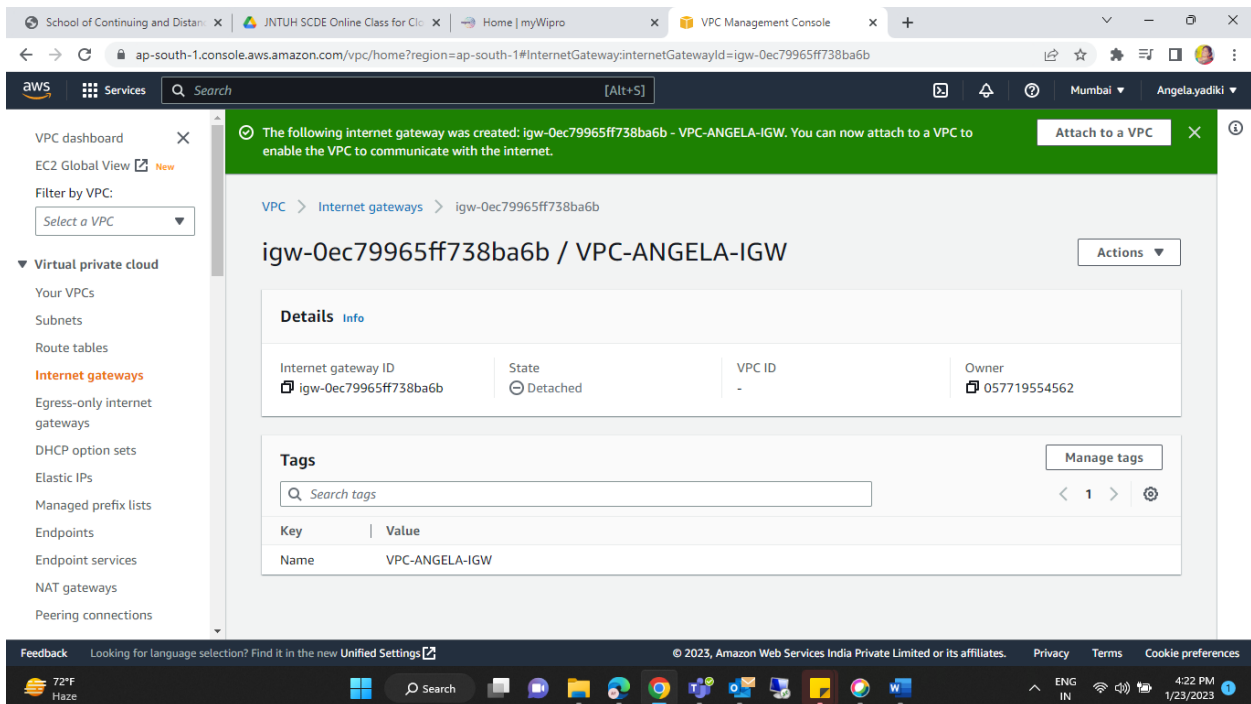 School of Continuing and Distanc
JNTUH SCDE Online Class for Clo
Home | myWipro
VPC Management Console
ap-south-1.console.aws.amazon.com/vpc/home?region=ap-south-1#InternetGateway:internetGatewayId=igw-0ec79965ff738ba6b
aws
Services
Search
[Alt+S]
Mumbai
Angela.yadiki
VPC dashboard
EC2 Global View New
Filter by VPC:
Select a VPC
Virtual private cloud
Your VPCs
Subnets
Route tables
Internet gateways
Egress-only internet
gateways
DHCP option sets
Elastic IPs
Managed prefix lists
Endpoints
Endpoint services
NAT gateways
Peering connections
The following internet gateway was created: igw-0ec79965ff738ba6b - VPC-ANGELA-IGW. You can now attach to a VPC to
enable the VPC to communicate with the internet.
Attach to a VPC
VPC > Internet gateways > igw-0ec79965ff738ba6b
igw-0ec79965ff738ba6b / VPC-ANGELA-IGW
Actions
Details Info
Internet gateway ID
igw-0ec79965ff738ba6b
State
Detached
VPC ID
-
Owner
057719554562
Tags
Manage tags
Search tags
1
Key | Value
Name VPC-ANGELA-IGW
Feedback Looking for language selection? Find it in the new Unified Settings
© 2023, Amazon Web Services India Private Limited or its affiliates.
Privacy Terms Cookie preferences
72°F
Haze
Search
ENG
IN
4:22 PM
1/23/2023
1